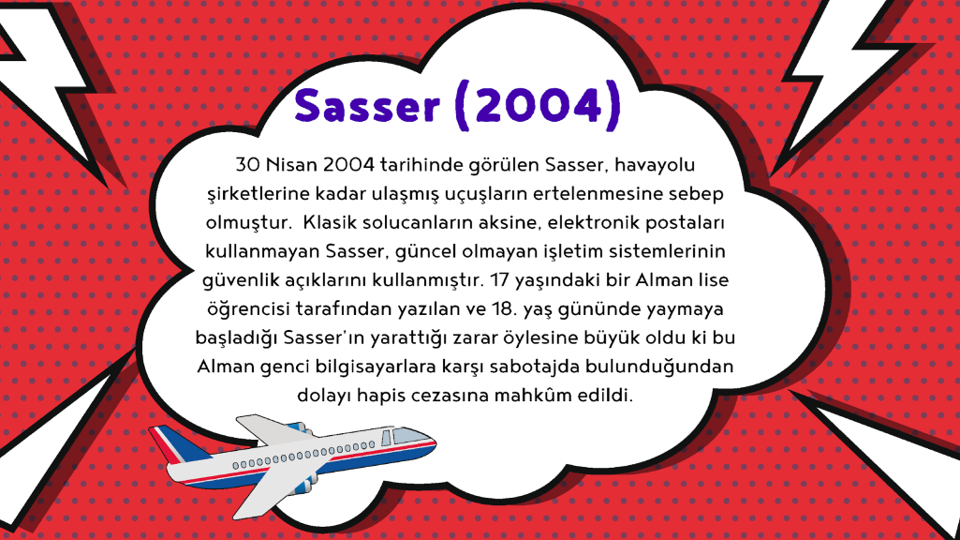 Sasser (2004)
30 Nisan 2004 tarihinde görülen Sasser, havayolu
şirketlerine kadar ulaşmış uçuşların ertelenmesine sebep
olmuştur. Klasik solucanların aksine, elektronik postaları
kullanmayan Sasser, güncel olmayan işletim sistemlerinin
güvenlik açıklarını kullanmıştır. 17 yaşındaki bir Alman lise
öğrencisi tarafından yazılan ve 18. yaş gününde yaymaya
başladığı Sasser'ın yarattığı zarar öylesine büyük oldu ki bu
Alman genci bilgisayarlara karşı sabotajda bulunduğundan
dolayı hapis cezasına mahkûm edildi.